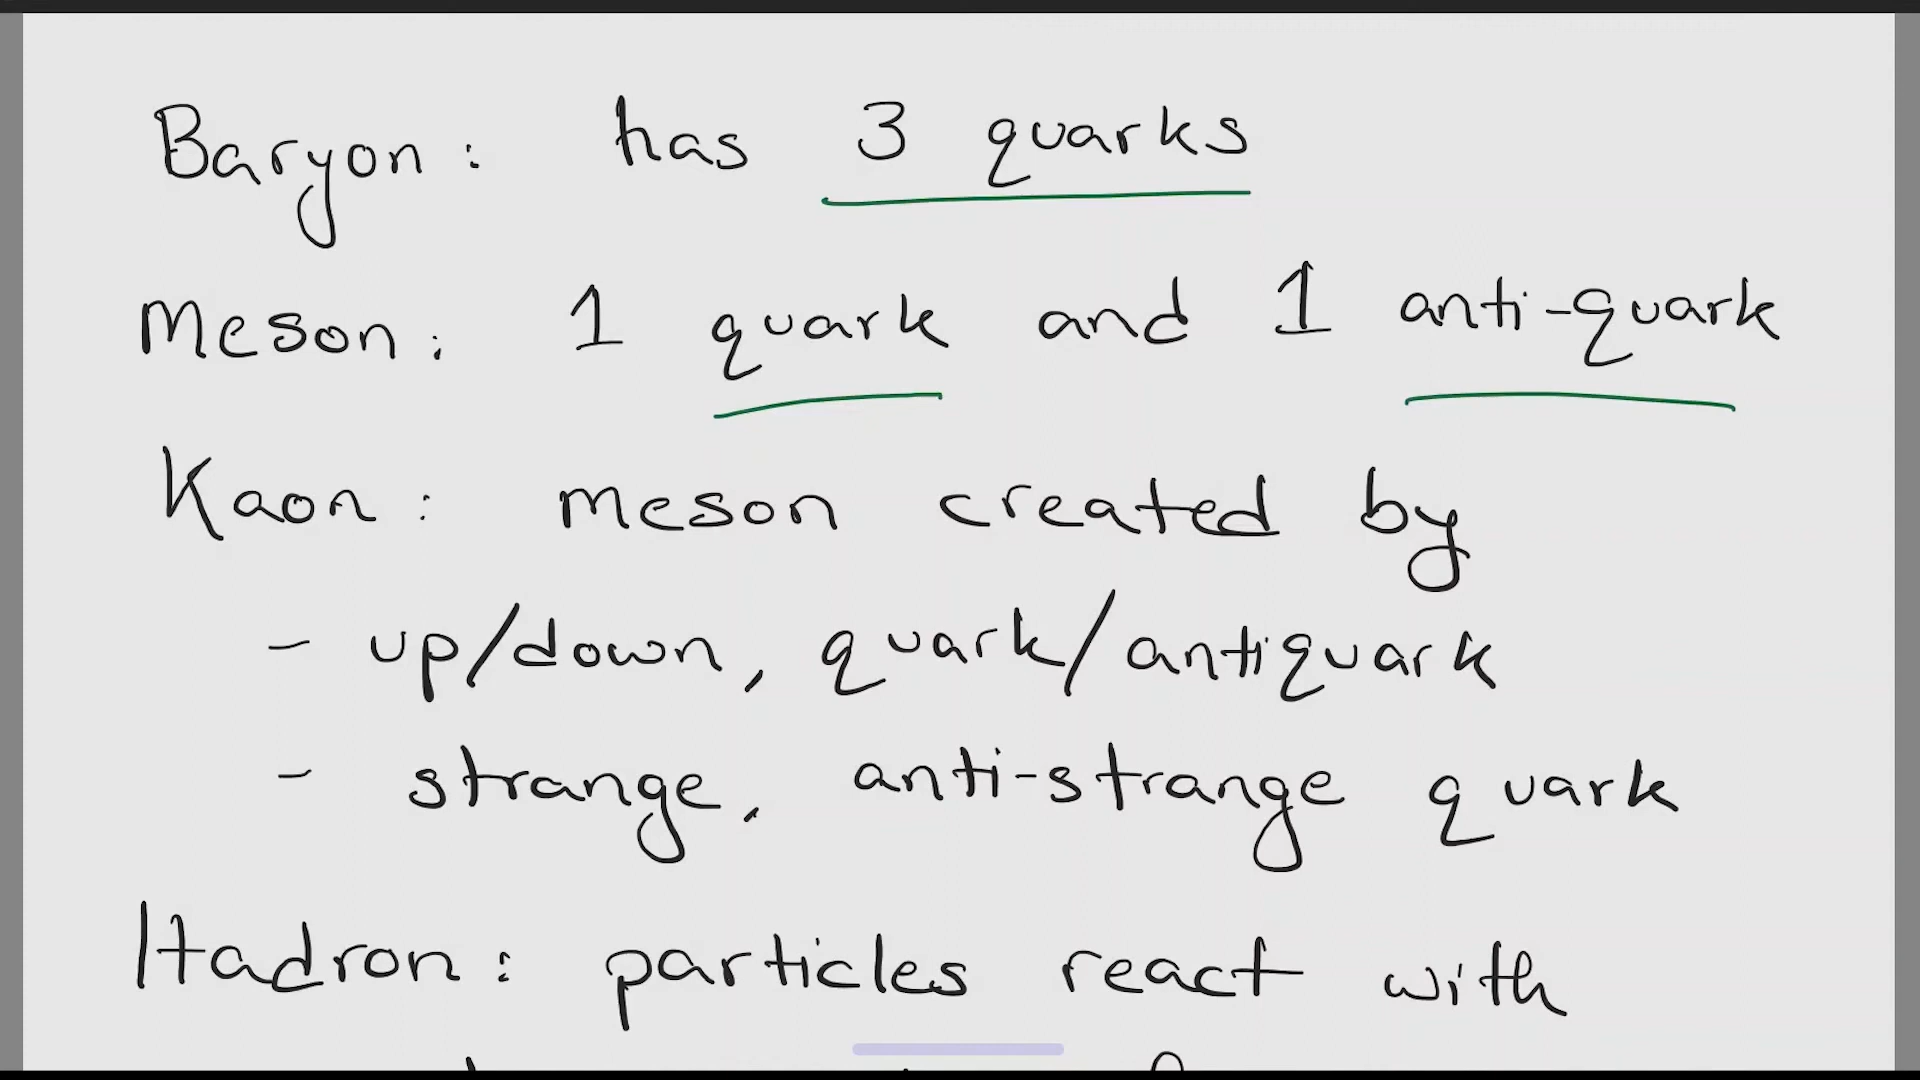 Baryon: has 3 quarks
Meson: 1 quark and 1 anti-quark
Kaon: meson created by
- up/down, quark/antiquark
- strange, anti-strange quark
Hadron: particles react with